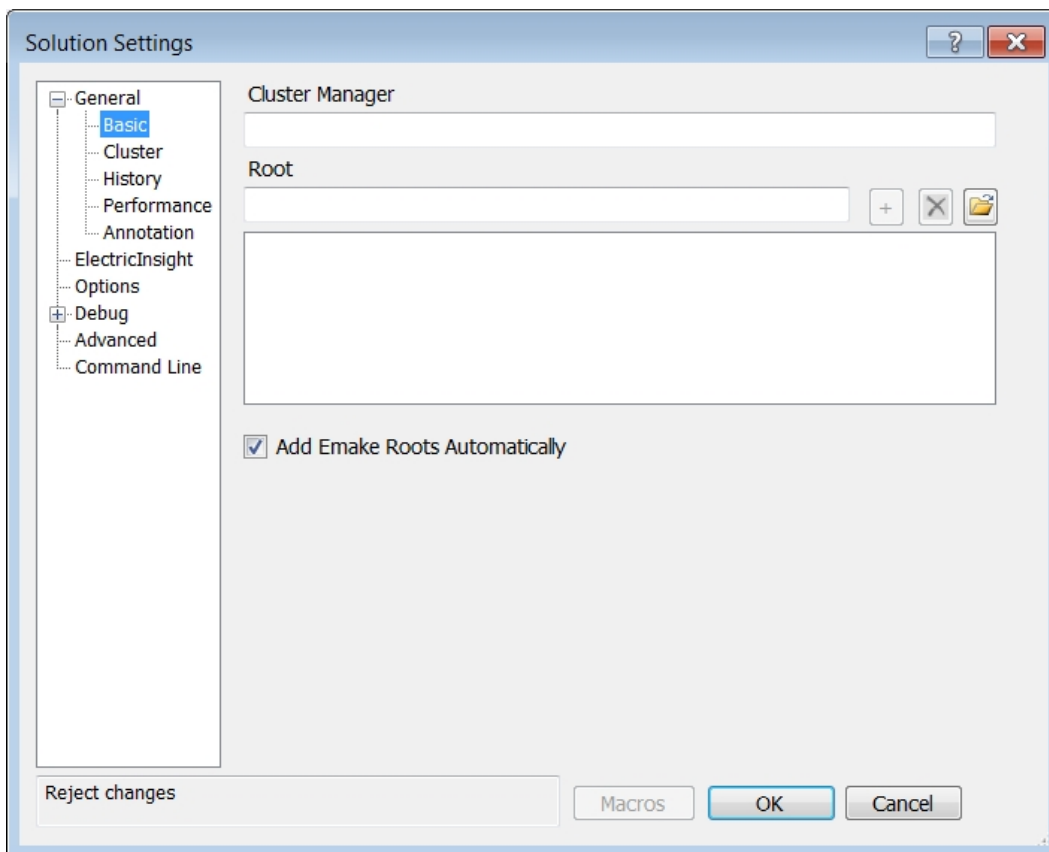 Solution Settings
General
Basic
Cluster
History
Performance
Annotation
ElectricInsight
Options
Debug
Advanced
Command Line
Cluster Manager
Root
Add Emake Roots Automatically
Reject changes
Macros
OK
Cancel